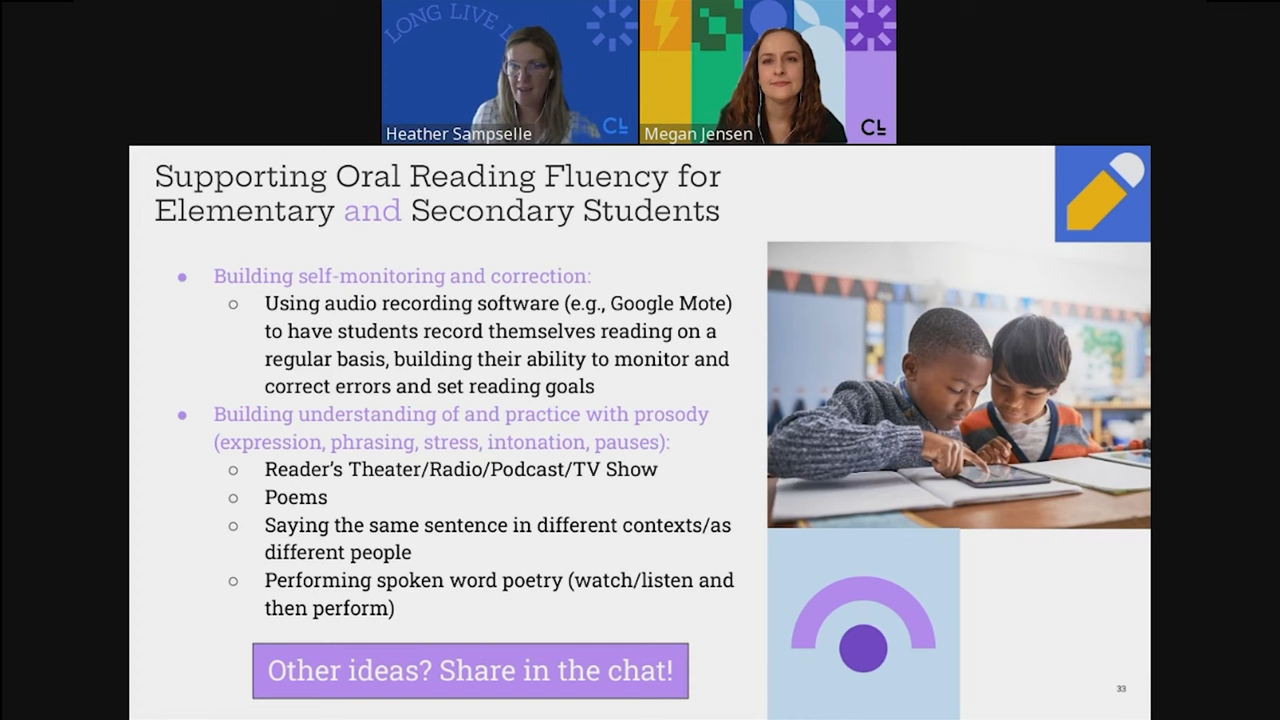 LONG LIVE L
Heather Sampselle
Megan Jensen
Supporting Oral Reading Fluency for
Elementary and Secondary Students
● Building self-monitoring and correction:
○ Using audio recording software (e.g., Google Mote)
to have students record themselves reading on a
regular basis, building their ability to monitor and
correct errors and set reading goals
● Building understanding of and practice with prosody
(expression, phrasing, stress, intonation, pauses):
○ Reader's Theater/Radio/Podcast/TV Show
○ Poems
○ Saying the same sentence in different contexts/as
different people
○ Performing spoken word poetry (watch/listen and
then perform)
Other ideas? Share in the chat!
33